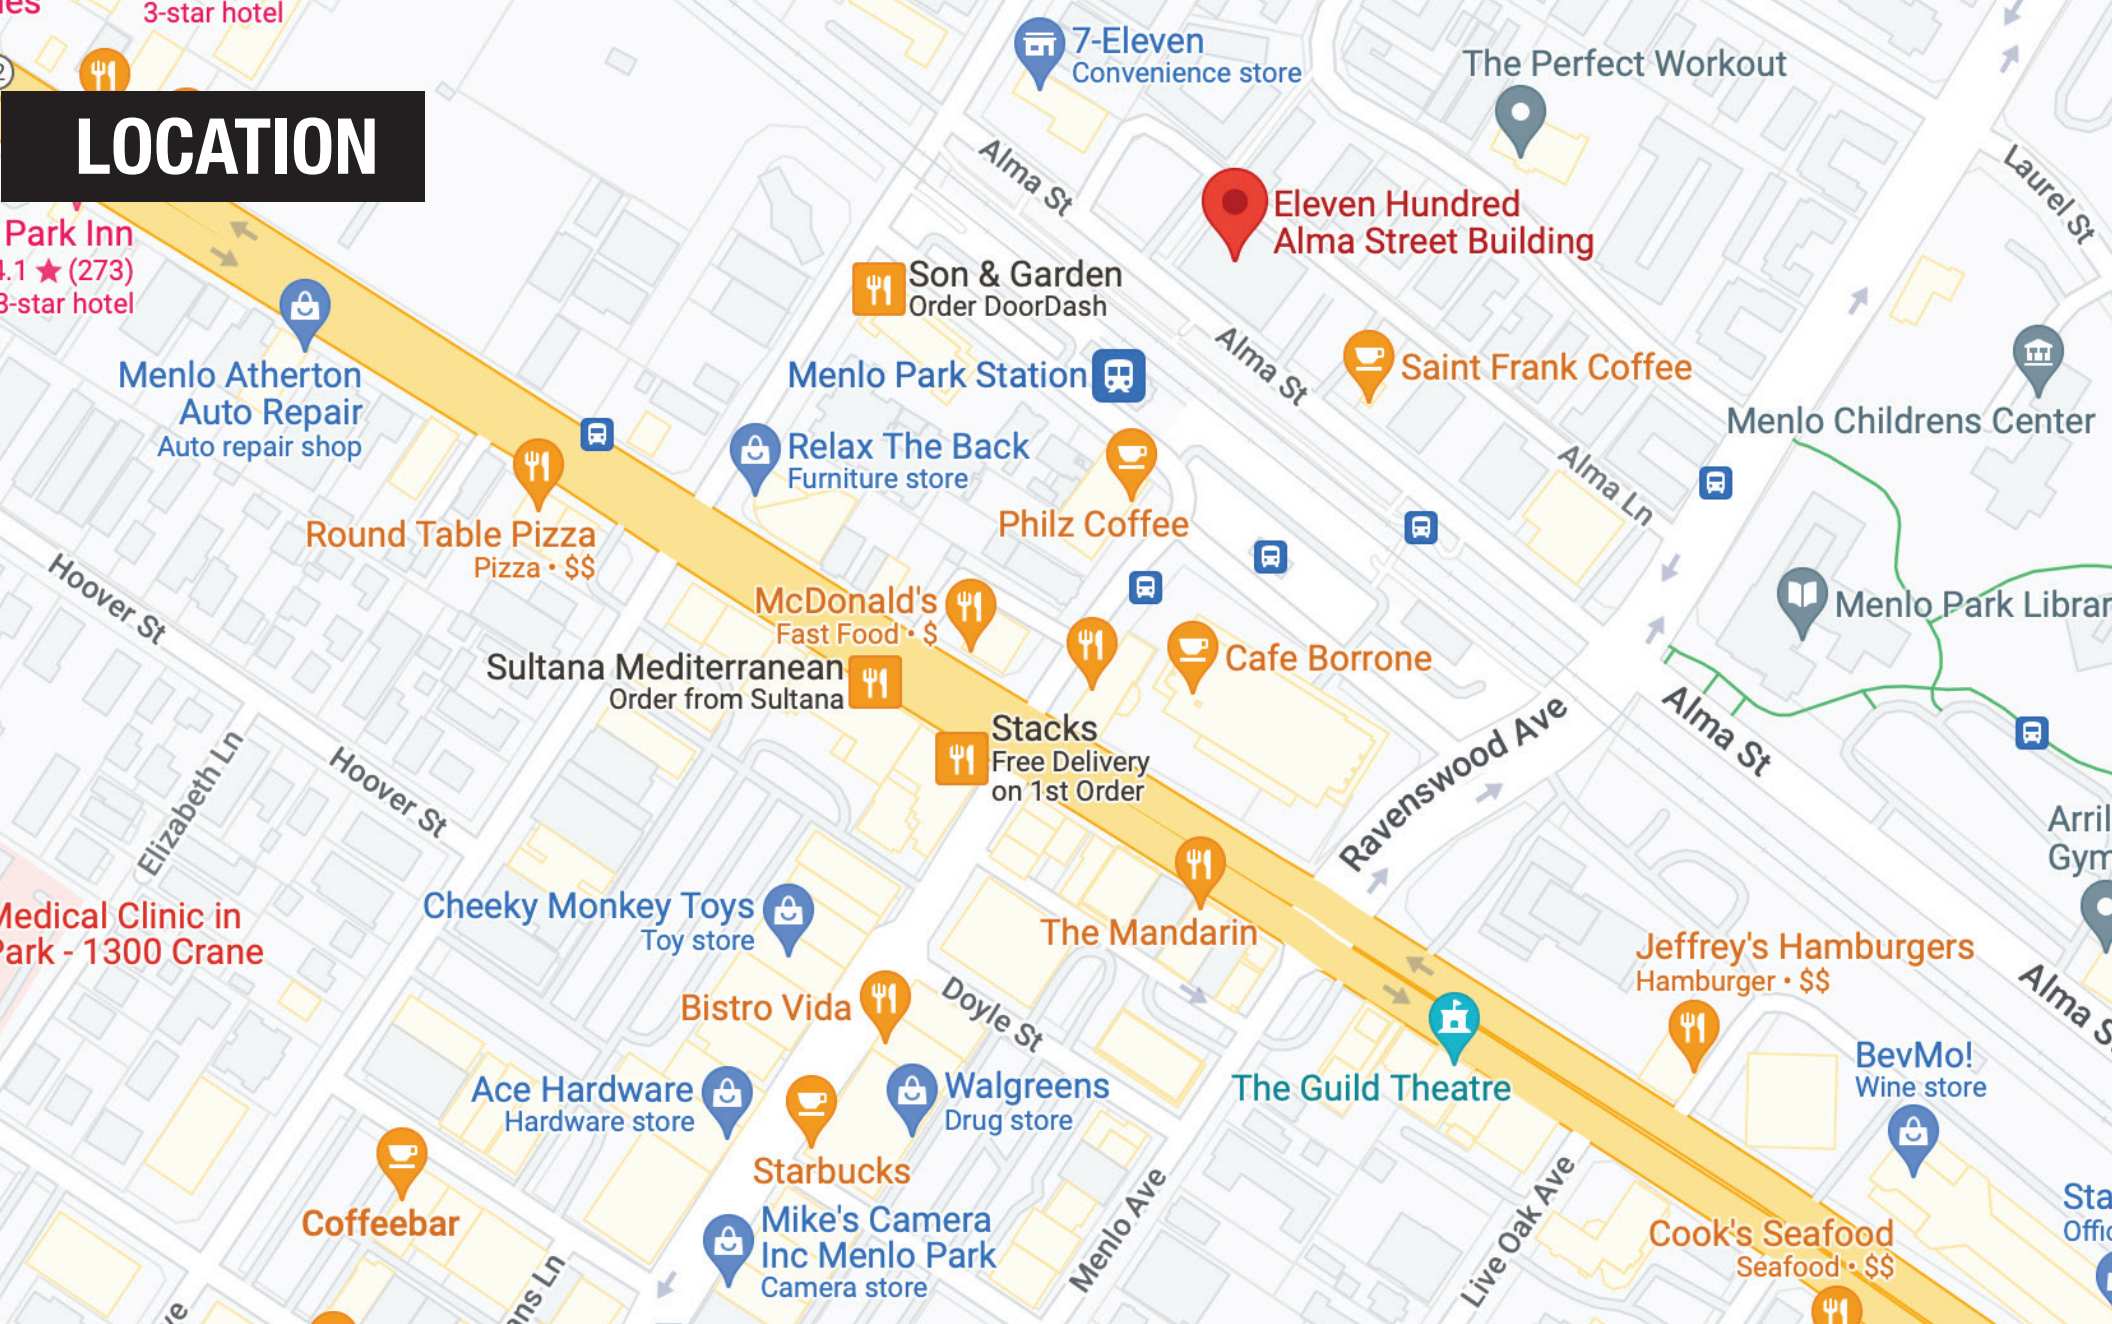 3-star hotel
LOCATION
Park Inn
4.1 ★ (273)
3-star hotel
Menlo Atherton
Auto Repair
Auto repair shop
Round Table Pizza
Pizza • $$
7-Eleven
Convenience store
The Perfect Workout
Alma St
Eleven Hundred
Alma Street Building
Laurel St
Son & Garden
Order DoorDash
Menlo Park Station
Alma St
Saint Frank Coffee
Menlo Childrens Center
Relax The Back
Furniture store
Philz Coffee
Alma Ln
Hoover St
McDonald's
Fast Food • $
Menlo Park Librar
Sultana Mediterranean
Order from Sultana
Cafe Borrone
Stacks
Free Delivery
on 1st Order
Ravenswood Ave
Alma St
Elizabeth Ln
Hoover St
Arril
Gym
Medical Clinic in
Park - 1300 Crane
Cheeky Monkey Toys
Toy store
The Mandarin
Jeffrey's Hamburgers
Hamburger • $$
Alma S
Bistro Vida
Doyle St
BevMo!
Wine store
Ace Hardware
Hardware store
Walgreens
Drug store
The Guild Theatre
Starbucks
Coffeebar
Mike's Camera
Inc Menlo Park
Camera store
Menlo Ave
Live Oak Ave
Cook's Seafood
Seafood • $$
Sta
Offic
ans Ln